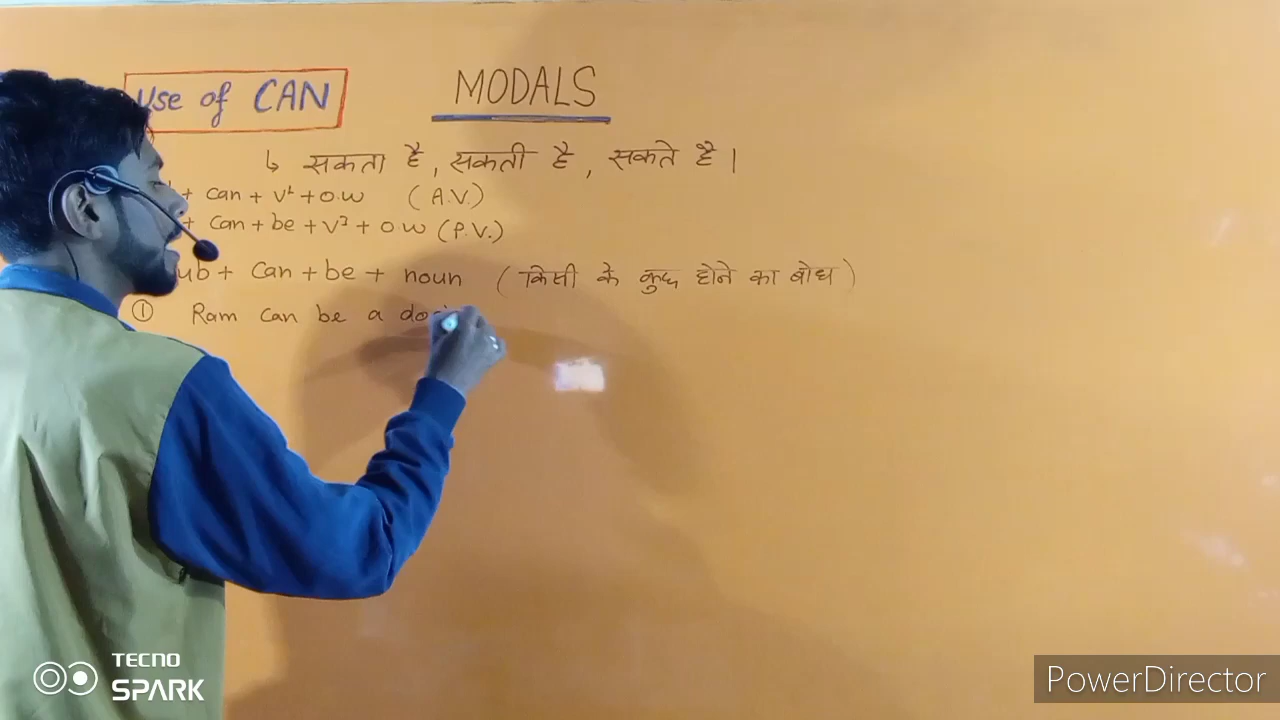 Use of CAN
MODALS
↳ सकता है, सकती है, सकते है।
+ can + V¹ + O.W (A.V.)
+ can + be + V³ + O.W (P.V.)
ub + can + be + noun (किसी के कुछ होने का बोध)
① Ram can be a
TECNO
SPARK
PowerDirector